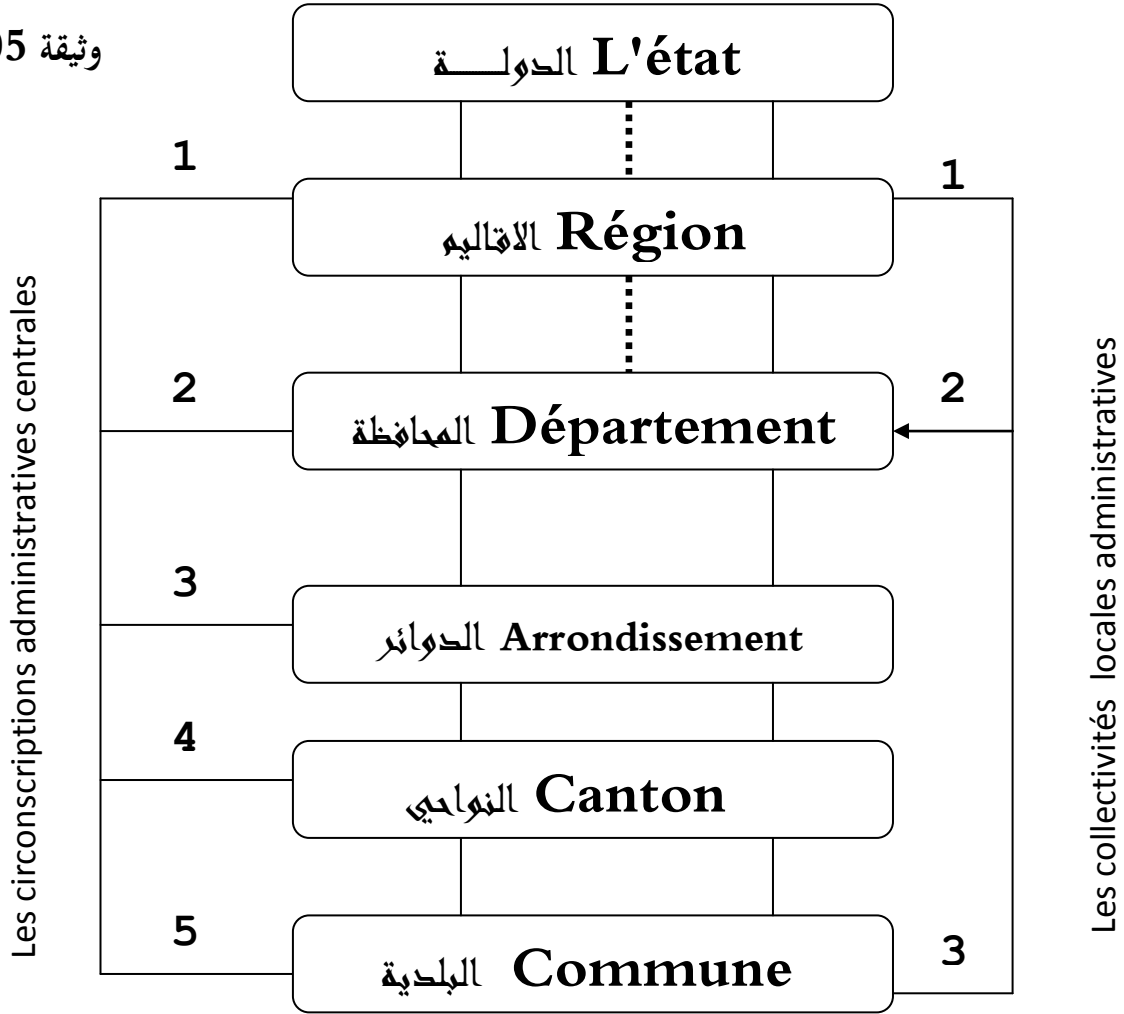 وثيقة 05
الدولــــة L'état
1
1
الاقاليم Région
2
2
المحافظة Département
3
الدوائر Arrondissement
4
النواحي Canton
5
3
البلدية Commune
Les circonscriptions administratives centrales
Les collectivités locales administratives